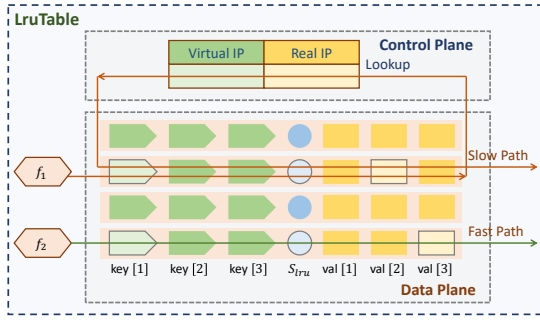 LruTable
Virtual IP Real IP Control Plane
Lookup
Slow Path
f₁
Fast Path
f₂
key [1] key [2] key [3] S_lru val [1] val [2] val [3]
Data Plane